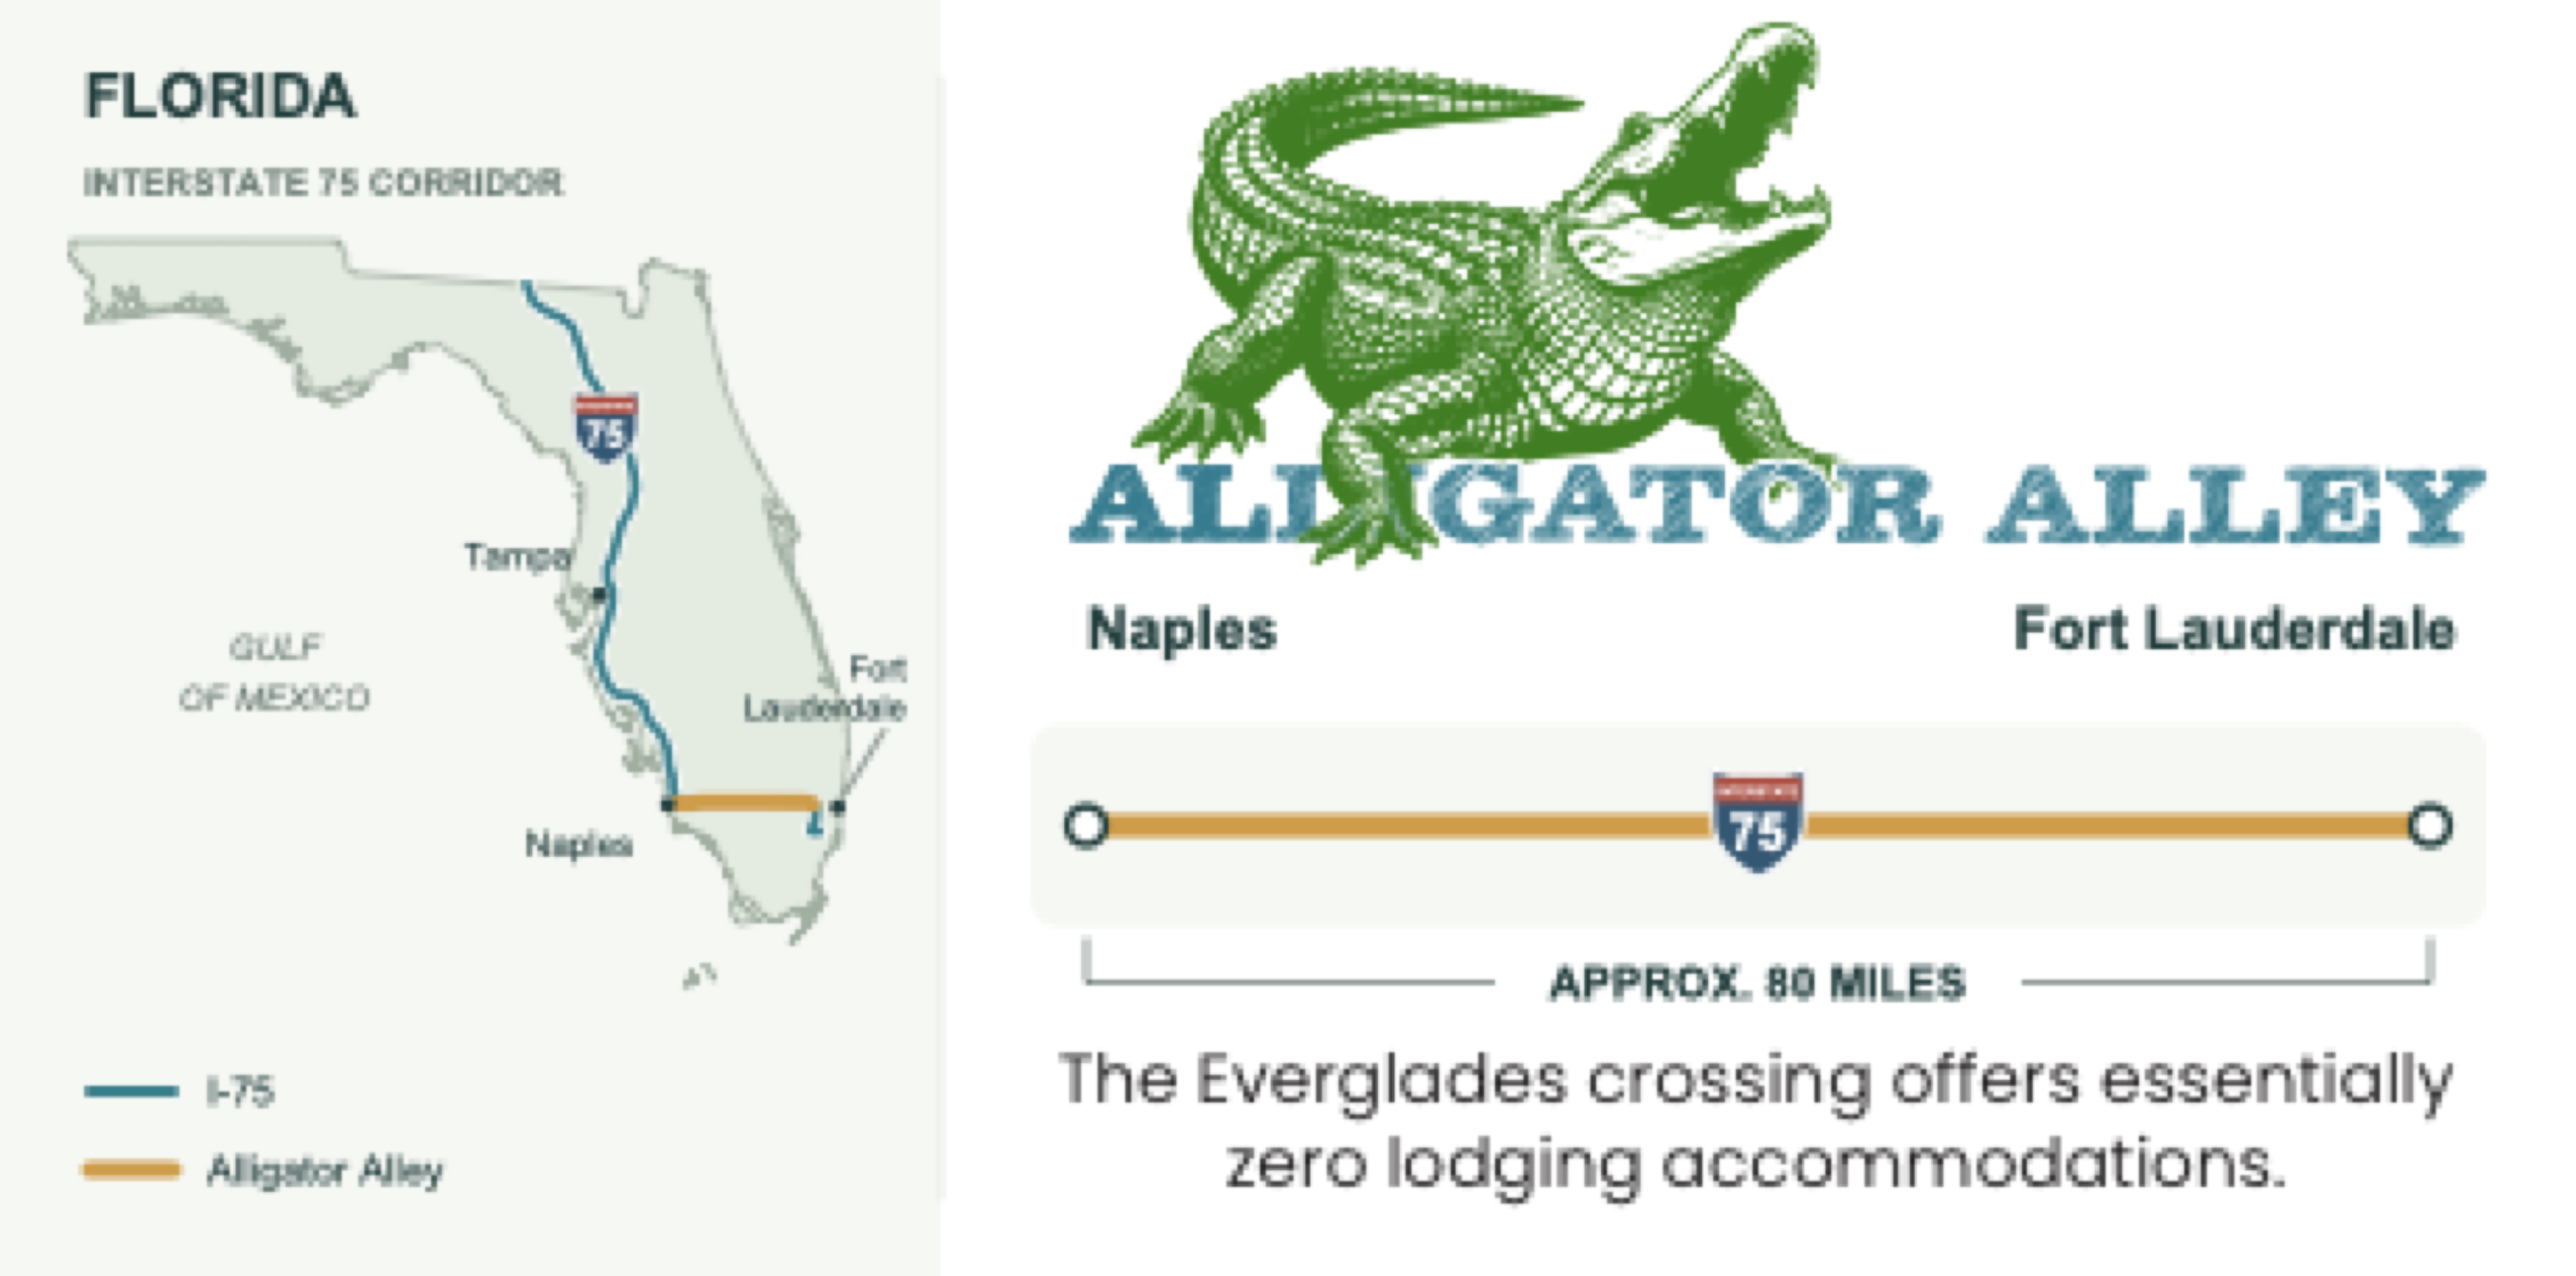 FLORIDA
INTERSTATE 75 CORRIDOR
75
Tampa
GULF
OF MEXICO
Fort
Lauderdale
Naples
I-75
Alligator Alley
ALLIGATOR ALLEY
Naples
Fort Lauderdale
75
APPROX. 80 MILES
The Everglades crossing offers essentially
zero lodging accommodations.